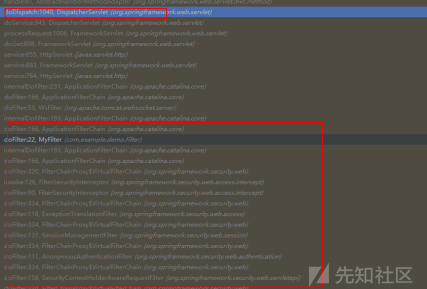 doDispatch:1040, DispatcherServlet (org.springframework.web.servlet)
doService:943, DispatcherServlet (org.springframework.web.servlet)
processRequest:1006, FrameworkServlet (org.springframework.web.servlet)
doGet:898, FrameworkServlet (org.springframework.web.servlet)
service:655, HttpServlet (javax.servlet.http)
service:883, FrameworkServlet (org.springframework.web.servlet)
service:764, HttpServlet (javax.servlet.http)
internalDoFilter:231, ApplicationFilterChain (org.apache.catalina.core)
doFilter:166, ApplicationFilterChain (org.apache.catalina.core)
doFilter:53, WsFilter (org.apache.tomcat.websocket.server)
internalDoFilter:193, ApplicationFilterChain (org.apache.catalina.core)
doFilter:166, ApplicationFilterChain (org.apache.catalina.core)
doFilter:22, MyFilter (com.example.demo.filter)
internalDoFilter:193, ApplicationFilterChain (org.apache.catalina.core)
doFilter:166, ApplicationFilterChain (org.apache.catalina.core)
doFilter:320, FilterChainProxy$VirtualFilterChain (org.springframework.security.web)
invoke:126, FilterSecurityInterceptor (org.springframework.security.web.access.intercept)
doFilter:90, FilterSecurityInterceptor (org.springframework.security.web.access.intercept)
doFilter:334, FilterChainProxy$VirtualFilterChain (org.springframework.security.web)
doFilter:118, ExceptionTranslationFilter (org.springframework.security.web.access)
doFilter:334, FilterChainProxy$VirtualFilterChain (org.springframework.security.web)
doFilter:137, SessionManagementFilter (org.springframework.security.web.session)
doFilter:334, FilterChainProxy$VirtualFilterChain (org.springframework.security.web)
doFilter:111, AnonymousAuthenticationFilter (org.springframework.security.web.authentication)
doFilter:334, FilterChainProxy$VirtualFilterChain (org.springframework.security.web)
doFilter:158, SecurityContextHolderAwareRequestFilter (org.springframework.security.web.servletapi)
先知社区